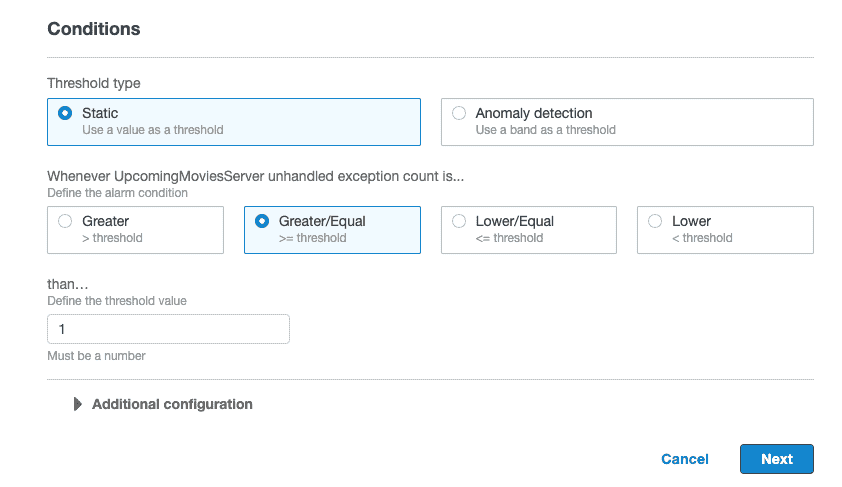 Conditions
Threshold type
Static
Use a value as a threshold
Anomaly detection
Use a band as a threshold
Whenever UpcomingMoviesServer unhandled exception count is...
Define the alarm condition
Greater
> threshold
Greater/Equal
>= threshold
Lower/Equal
<= threshold
Lower
< threshold
than...
Define the threshold value
1
Must be a number
Additional configuration
Cancel
Next